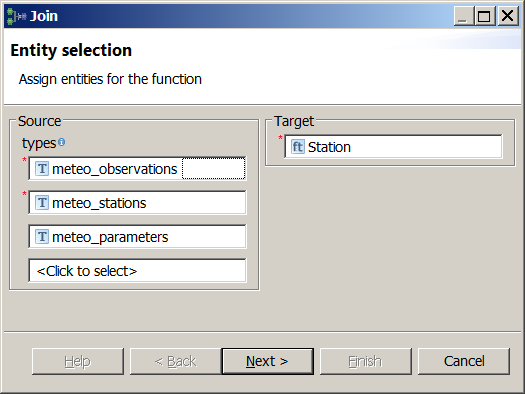 Join
Entity selection
Assign entities for the function
Source
types
* T meteo_observations
* T meteo_stations
T meteo_parameters
<Click to select>
Target
* ft Station
Help
< Back
Next >
Finish
Cancel